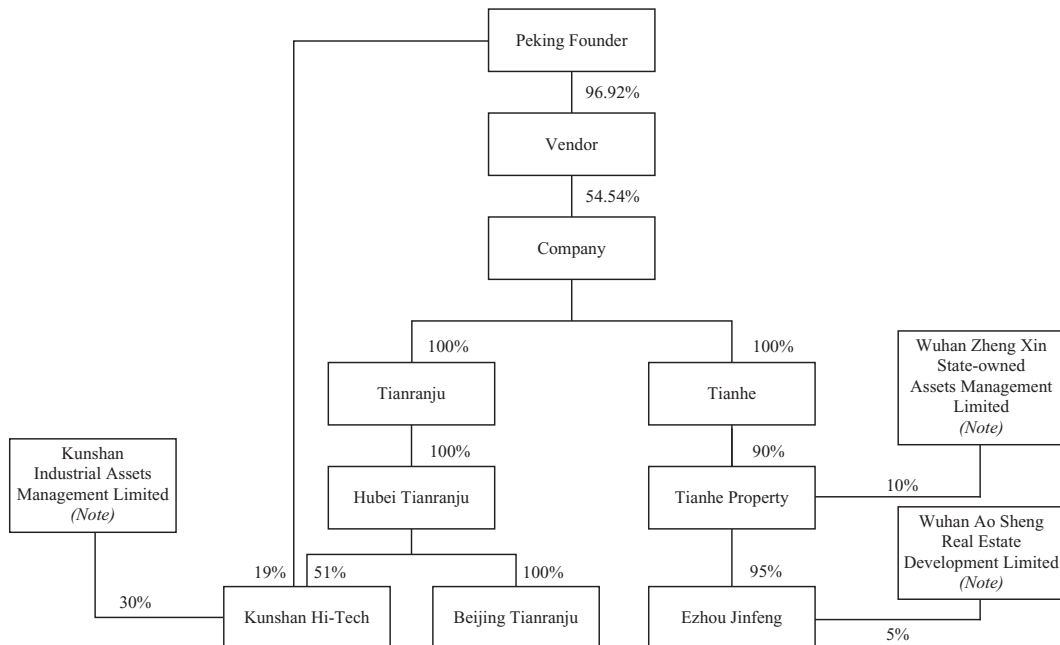 Peking Founder
96.92%
Vendor
54.54%
Company
100%
100%
Tianranju
Tianhe
Wuhan Zheng Xin
State-owned
Assets Management
Limited
(Note)
100%
90%
Kunshan
Industrial Assets
Management Limited
(Note)
Hubei Tianranju
Tianhe Property
10%
Wuhan Ao Sheng
Real Estate
Development Limited
(Note)
19%
51%
100%
95%
30%
Kunshan Hi-Tech
Beijing Tianranju
Ezhou Jinfeng
5%